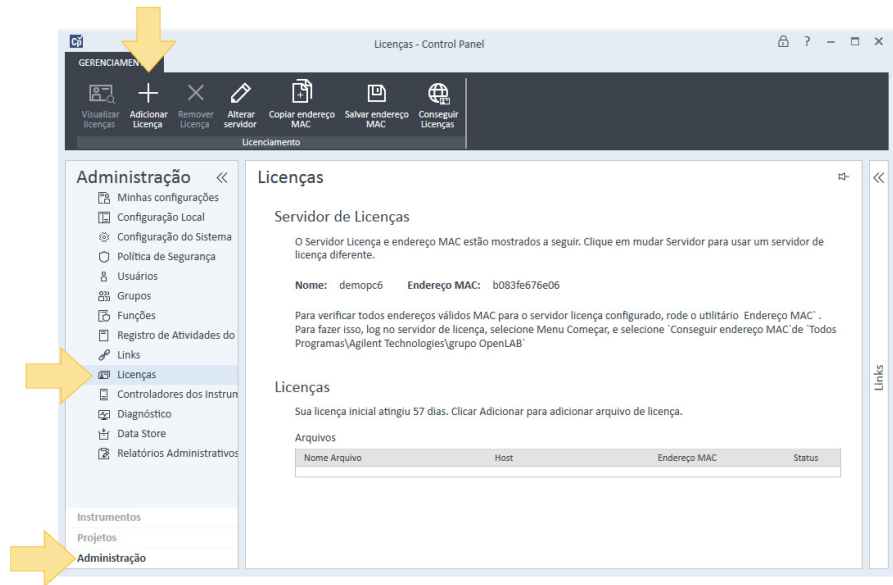 Cp
Licenças - Control Panel
?
GERENCIAMEN
Visualizar licenças
Adicionar Licença
Remover Licença
Alterar servidor
Copiar endereço MAC
Salvar endereço MAC
Conseguir Licenças
Licenciamento
Administração
Minhas configurações
Configuração Local
Configuração do Sistema
Política de Segurança
Usuários
Grupos
Funções
Registro de Atividades do
Links
Licenças
Controladores dos Instrum
Diagnóstico
Data Store
Relatórios Administrativos
Instrumentos
Projetos
Administração
Licenças
Servidor de Licenças
O Servidor Licença e endereço MAC estão mostrados a seguir. Clique em mudar Servidor para usar um servidor de
licença diferente.
Nome: demopc6 Endereço MAC: b083fe676e06
Para verificar todos endereços válidos MAC para o servidor licença configurado, rode o utilitário Endereço MAC` .
Para fazer isso, log no servidor de licença, selecione Menu Começar, e selecione `Conseguir endereço MAC`de `Todos
Programas\Agilent Technologies\grupo OpenLAB`
Licenças
Sua licença inicial atingiu 57 dias. Clicar Adicionar para adicionar arquivo de licença.
Arquivos
Nome Arquivo Host Endereço MAC Status
Links